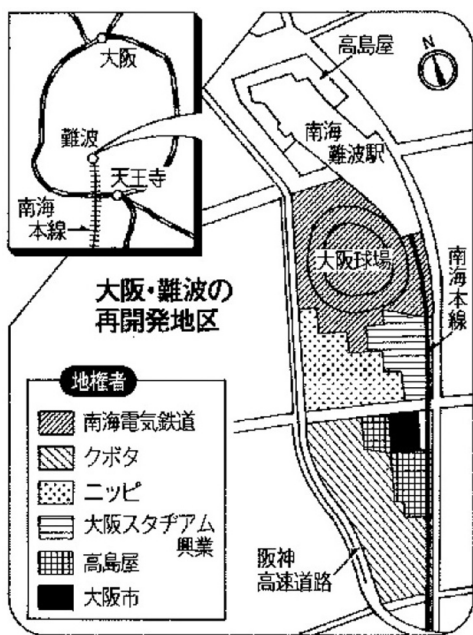 大阪
難波
天王寺
南海
本線
高島屋
N
南海
難波駅
大阪球場
南海本線
大阪・難波の
再開発地区
地権者
南海電気鉄道
クボタ
ニッピ
大阪スタヂアム
興業
高島屋
大阪市
阪神
高速道路